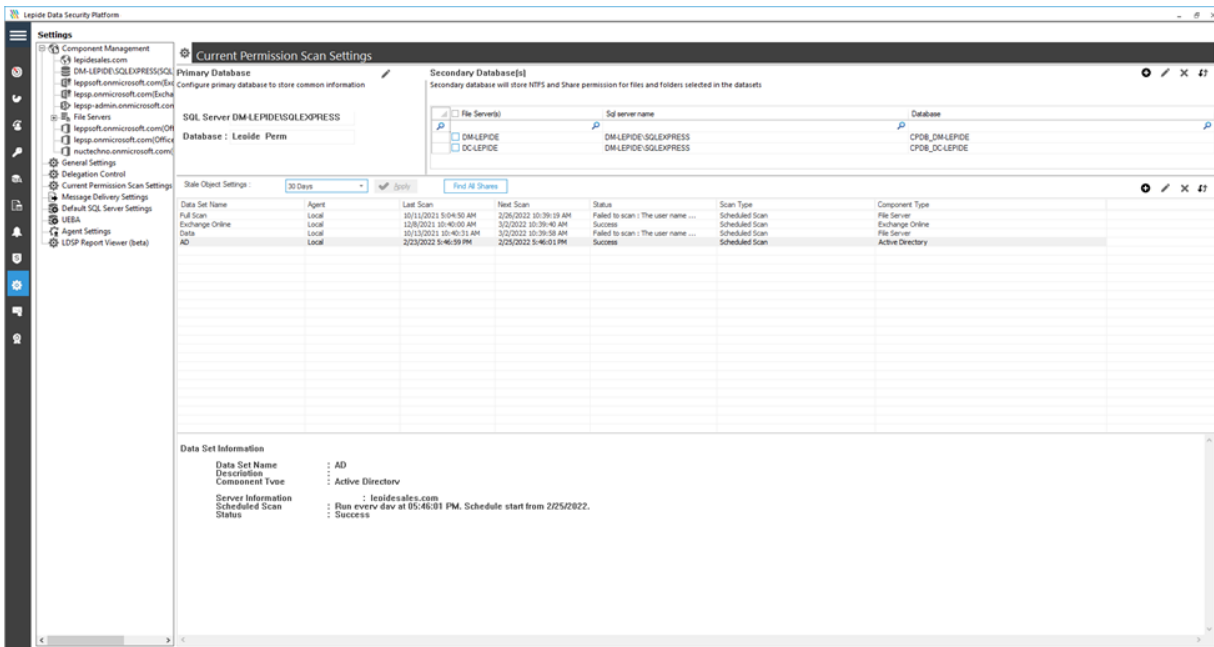 Lepide Data Security Platform
Settings
Component Management
lepidesales.com
DM-LEPIDE\SQLEXPRESS(SQL
leppsoft.onmicrosoft.com(Exc
lepsp.onmicrosoft.com(Excha
lepsp-admin.onmicrosoft.con
File Servers
leppsoft.onmicrosoft.com(Off
lepsp.onmicrosoft.com(Office
nuctechno.onmicrosoft.com(
General Settings
Delegation Control
Current Permission Scan Settings
Message Delivery Settings
Default SQL Server Settings
UEBA
Agent Settings
LDSP Report Viewer (beta)
Current Permission Scan Settings
Primary Database
Configure primary database to store common information
SQL Server DM-LEPIDE\SQLEXPRESS
Database : Lepide_Perm
Secondary Database(s)
Secondary database will store NTFS and Share permission for files and folders selected in the datasets
File Server(s) Sql server name Database
DM-LEPIDE DM-LEPIDE\SQLEXPRESS CPDB_DM-LEPIDE
DC-LEPIDE DM-LEPIDE\SQLEXPRESS CPDB_DC-LEPIDE
Stale Object Settings : 30 Days Apply Find All Shares
Data Set Name Agent Last Scan Next Scan Status Scan Type Component Type
Full Scan Local 10/11/2021 5:04:50 AM 2/26/2022 10:39:19 AM Failed to scan : The user name .... Scheduled Scan File Server
Exchange Online Local 12/8/2021 10:40:00 AM 3/2/2022 10:39:40 AM Success Scheduled Scan Exchange Online
Data Local 10/13/2021 10:40:31 AM 3/2/2022 10:39:58 AM Failed to scan : The user name .... Scheduled Scan File Server
AD Local 2/23/2022 5:46:59 PM 2/25/2022 5:46:01 PM Success Scheduled Scan Active Directory
Data Set Information
Data Set Name : AD
Description :
Component Type : Active Directory
Server Information : lepidesales.com
Scheduled Scan : Run every day at 05:46:01 PM. Schedule start from 2/25/2022.
Status : Success